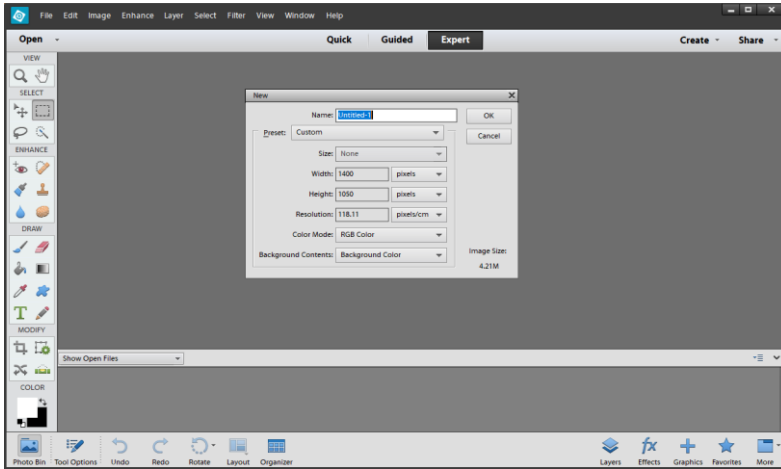 File Edit Image Enhance Layer Select Filter View Window Help
Open Quick Guided Expert Create Share
VIEW
SELECT
ENHANCE
DRAW
T
MODIFY
COLOR
New
Name: Untitled-1 OK
Preset: Custom Cancel
Size: None
Width: 1400 pixels
Height: 1050 pixels
Resolution: 118.11 pixels/cm
Color Mode: RGB Color
Background Contents: Background Color
Image Size:
4.21M
Show Open Files
Photo Bin Tool Options Undo Redo Rotate Layout Organizer fx Layers Effects Graphics Favorites More